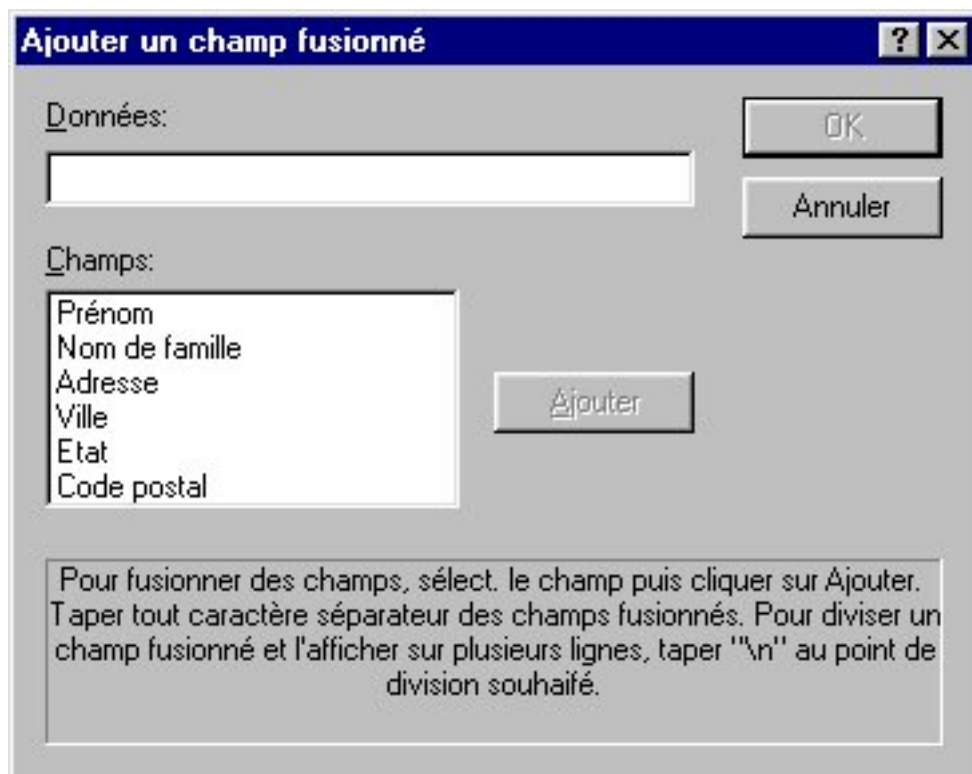 Ajouter un champ fusionné
Données:
OK
Annuler
Champs:
Prénom
Nom de famille
Adresse
Ville
Etat
Code postal
Ajouter
Pour fusionner des champs, sélect. le champ puis cliquer sur Ajouter.
Taper tout caractère séparateur des champs fusionnés. Pour diviser un
champ fusionné et l'afficher sur plusieurs lignes, taper "\n" au point de
division souhaifé.